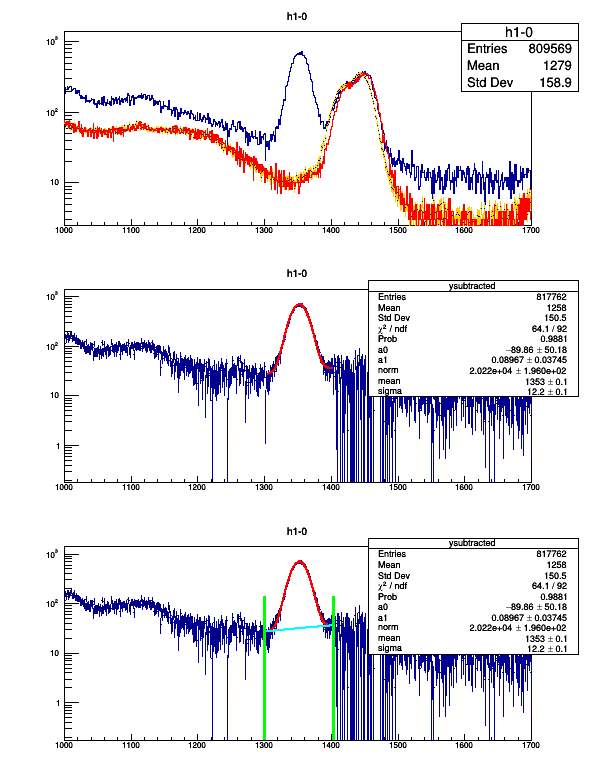 h1-0
h1-0
Entries 809569
Mean 1279
Std Dev 158.9
10³
10²
10
1000 1100 1200 1300 1400 1500 1600 1700
h1-0
ysubtracted
Entries 817762
Mean 1258
Std Dev 150.5
χ² / ndf 64.1 / 92
Prob 0.9881
a0 −89.86 ± 50.18
a1 0.08967 ± 0.03745
norm 2.022e+04 ± 1.960e+02
mean 1353 ± 0.1
sigma 12.2 ± 0.1
10³
10²
10
1
1000 1100 1200 1300 1400 1500 1600 1700
h1-0
ysubtracted
Entries 817762
Mean 1258
Std Dev 150.5
χ² / ndf 64.1 / 92
Prob 0.9881
a0 −89.86 ± 50.18
a1 0.08967 ± 0.03745
norm 2.022e+04 ± 1.960e+02
mean 1353 ± 0.1
sigma 12.2 ± 0.1
10³
10²
10
1
1000 1100 1200 1300 1400 1500 1600 1700